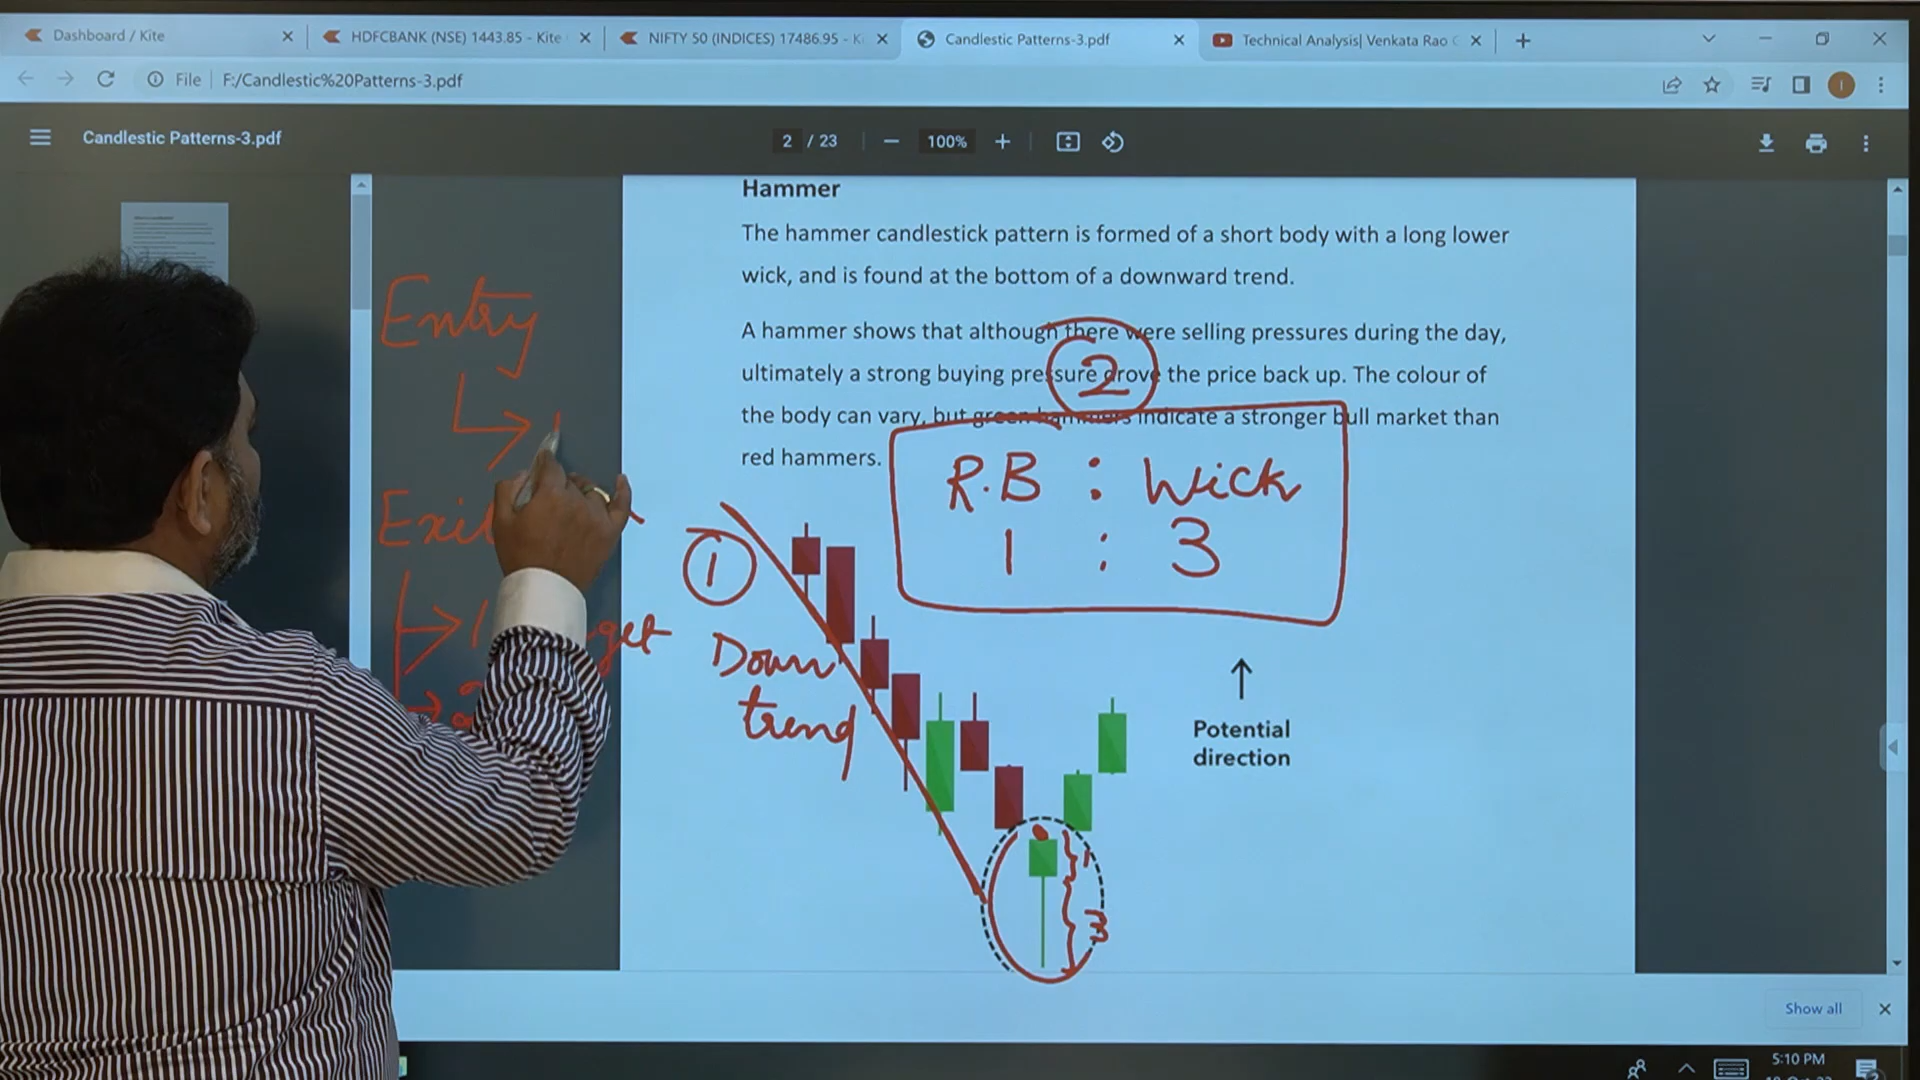 Dashboard / Kite
HDFCBANK (NSE) 1443.85 - Kite
NIFTY 50 (INDICES) 17486.95 - K
Candlestic Patterns-3.pdf
Technical Analysis| Venkata Rao C
File
F:/Candlestic%20Patterns-3.pdf
Candlestic Patterns-3.pdf
2 / 23
100%
Hammer
The hammer candlestick pattern is formed of a short body with a long lower
wick, and is found at the bottom of a downward trend.
A hammer shows that although there were selling pressures during the day,
ultimately a strong buying pressure drove the price back up. The colour of
the body can vary, but green hammers indicate a stronger bull market than
red hammers.
Entry
2
R.B : Wick
1 : 3
1
Down
trend
Potential
direction
1
3
Show all
5:10 PM